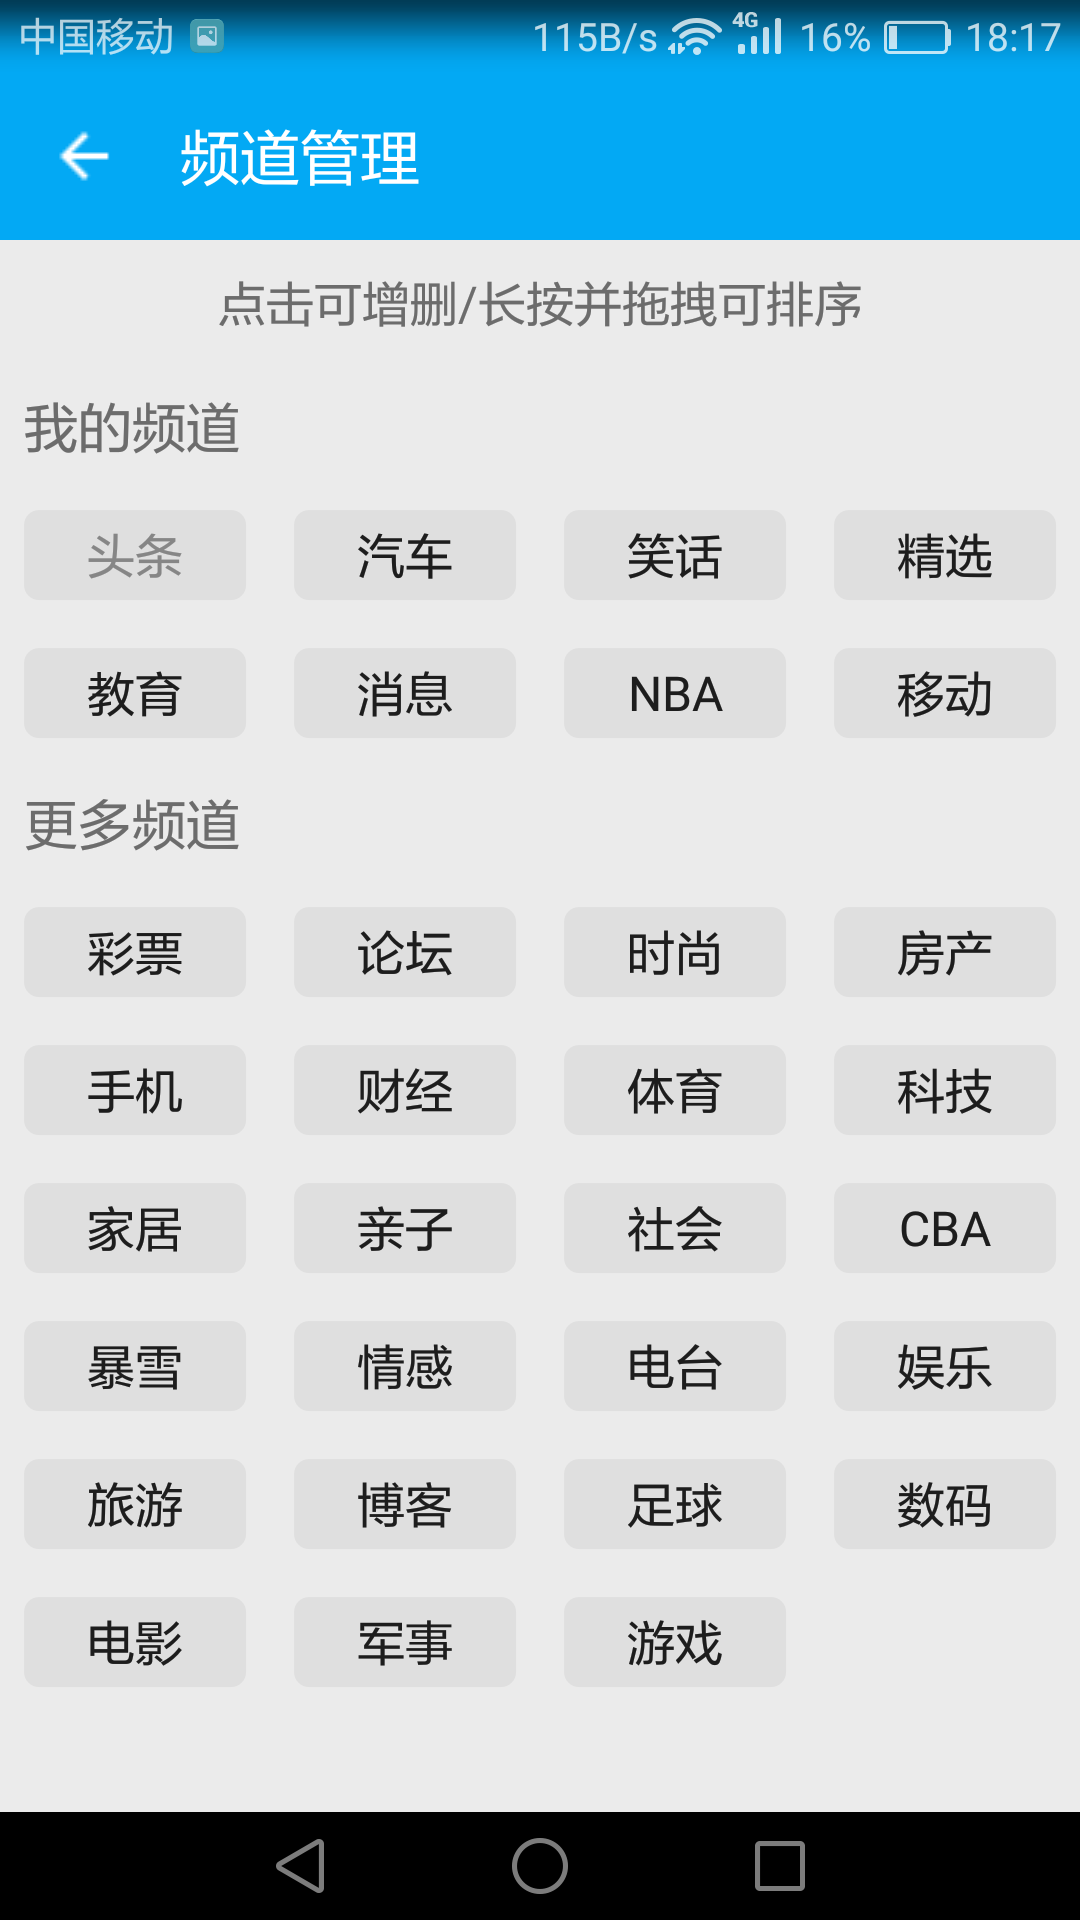 中国移动 115B/s 4G 16% 18:17
频道管理
点击可增删/长按并拖拽可排序
我的频道
头条 汽车 笑话 精选
教育 消息 NBA 移动
更多频道
彩票 论坛 时尚 房产
手机 财经 体育 科技
家居 亲子 社会 CBA
暴雪 情感 电台 娱乐
旅游 博客 足球 数码
电影 军事 游戏